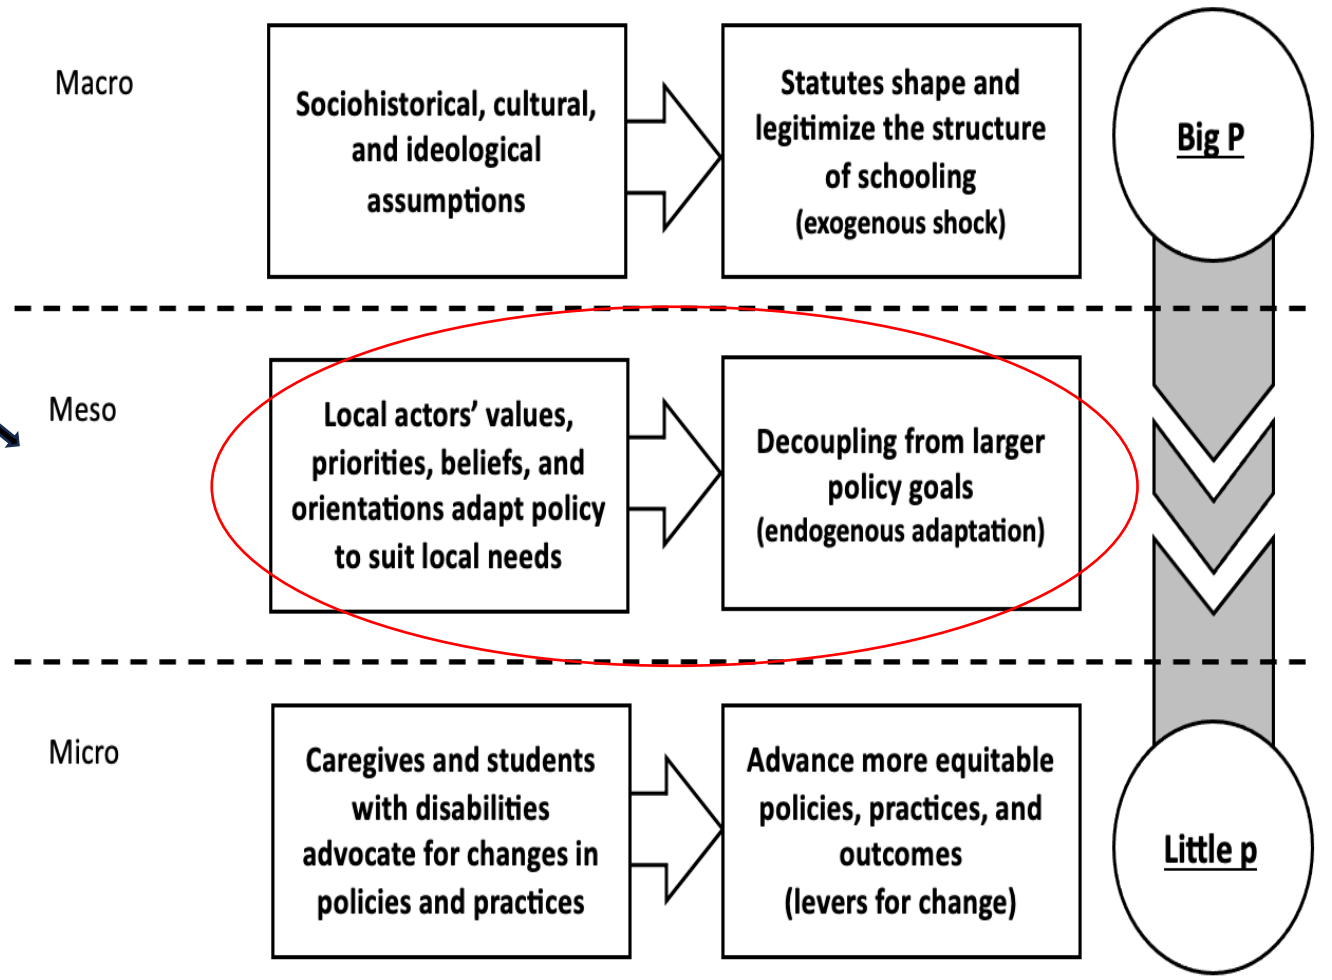 Macro
Sociohistorical, cultural,
and ideological
assumptions
Statutes shape and
legitimize the structure
of schooling
(exogenous shock)
Big P
Meso
Local actors’ values,
priorities, beliefs, and
orientations adapt policy
to suit local needs
Decoupling from larger
policy goals
(endogenous adaptation)
Micro
Caregives and students
with disabilities
advocate for changes in
policies and practices
Advance more equitable
policies, practices, and
outcomes
(levers for change)
Little p